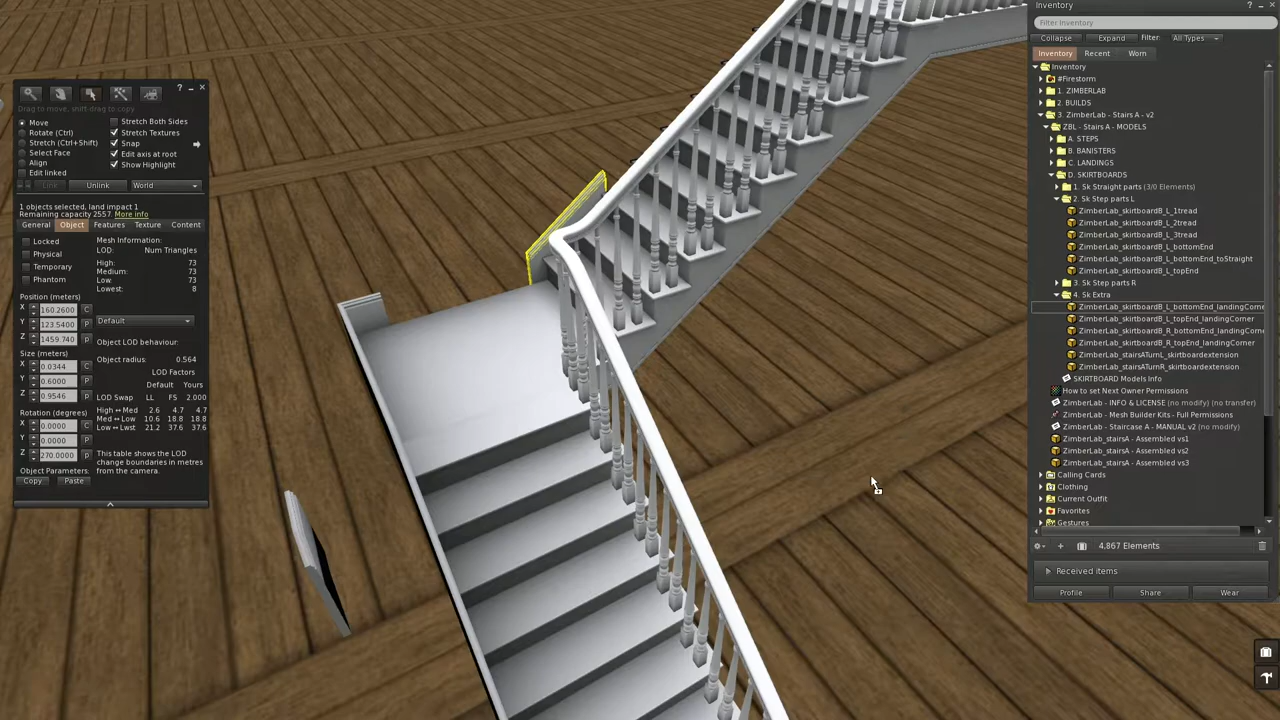 Drag to move, shift-drag to copy
Move
Rotate (Ctrl)
Stretch (Ctrl+Shift)
Select Face
Align
Edit linked
Stretch Both Sides
Stretch Textures
Snap
Edit axis at root
Show Highlight
Link
Unlink
World
1 objects selected, land impact 1
Remaining capacity 2557. More info
General
Object
Features
Texture
Content
Locked
Physical
Temporary
Phantom
Position (meters)
X 160.2600 C
Y 123.5400 P
Z 1459.740 P
Size (meters)
X 0.0344 C
Y 0.6000 P
Z 0.9546 P
Rotation (degrees)
X 0.0000 C
Y 0.0000 P
Z 270.0000 P
Object Parameters:
Copy
Paste
Mesh Information:
LOD: Num Triangles
High: 73
Medium: 73
Low: 73
Lowest: 8
Default
Object LOD behaviour:
Object radius: 0.564
LOD Factors
Default Yours
LOD Swap LL FS 2.000
High↔Med 2.6 4.7 4.7
Med↔Low 10.6 18.8 18.8
Low↔Lwst 21.2 37.6 37.6
This table shows the LOD
change boundaries in metres
from the camera.
Inventory
Filter Inventory
Collapse
Expand
Filter:
All Types
Inventory
Recent
Worn
Inventory
#Firestorm
1. ZIMBERLAB
2. BUILDS
3. ZimberLab - Stairs A - v2
ZBL - Stairs A - MODELS
A. STEPS
B. BANISTERS
C. LANDINGS
D. SKIRTBOARDS
1. Sk Straight parts (3/0 Elements)
2. Sk Step parts L
ZimberLab_skirtboardB_L_1tread
ZimberLab_skirtboardB_L_2tread
ZimberLab_skirtboardB_L_3tread
ZimberLab_skirtboardB_L_bottomEnd
ZimberLab_skirtboardB_L_bottomEnd_toStraight
ZimberLab_skirtboardB_L_topEnd
3. Sk Step parts R
4. Sk Extra
ZimberLab_skirtboardB_L_bottomEnd_landingCorne
ZimberLab_skirtboardB_L_topEnd_landingCorner
ZimberLab_skirtboardB_R_bottomEnd_landingCorne
ZimberLab_skirtboardB_R_topEnd_landingCorner
ZimberLab_stairsATurnL_skirtboardextension
ZimberLab_stairsATurnR_skirtboardextension
SKIRTBOARD Models Info
How to set Next Owner Permissions
ZimberLab - INFO & LICENSE (no modify) (no transfer)
ZimberLab - Mesh Builder Kits - Full Permissions
ZimberLab - Staircase A - MANUAL v2 (no modify)
ZimberLab_stairsA - Assembled vs1
ZimberLab_stairsA - Assembled vs2
ZimberLab_stairsA - Assembled vs3
Calling Cards
Clothing
Current Outfit
Favorites
Gestures
4,867 Elements
Received items
Profile
Share
Wear